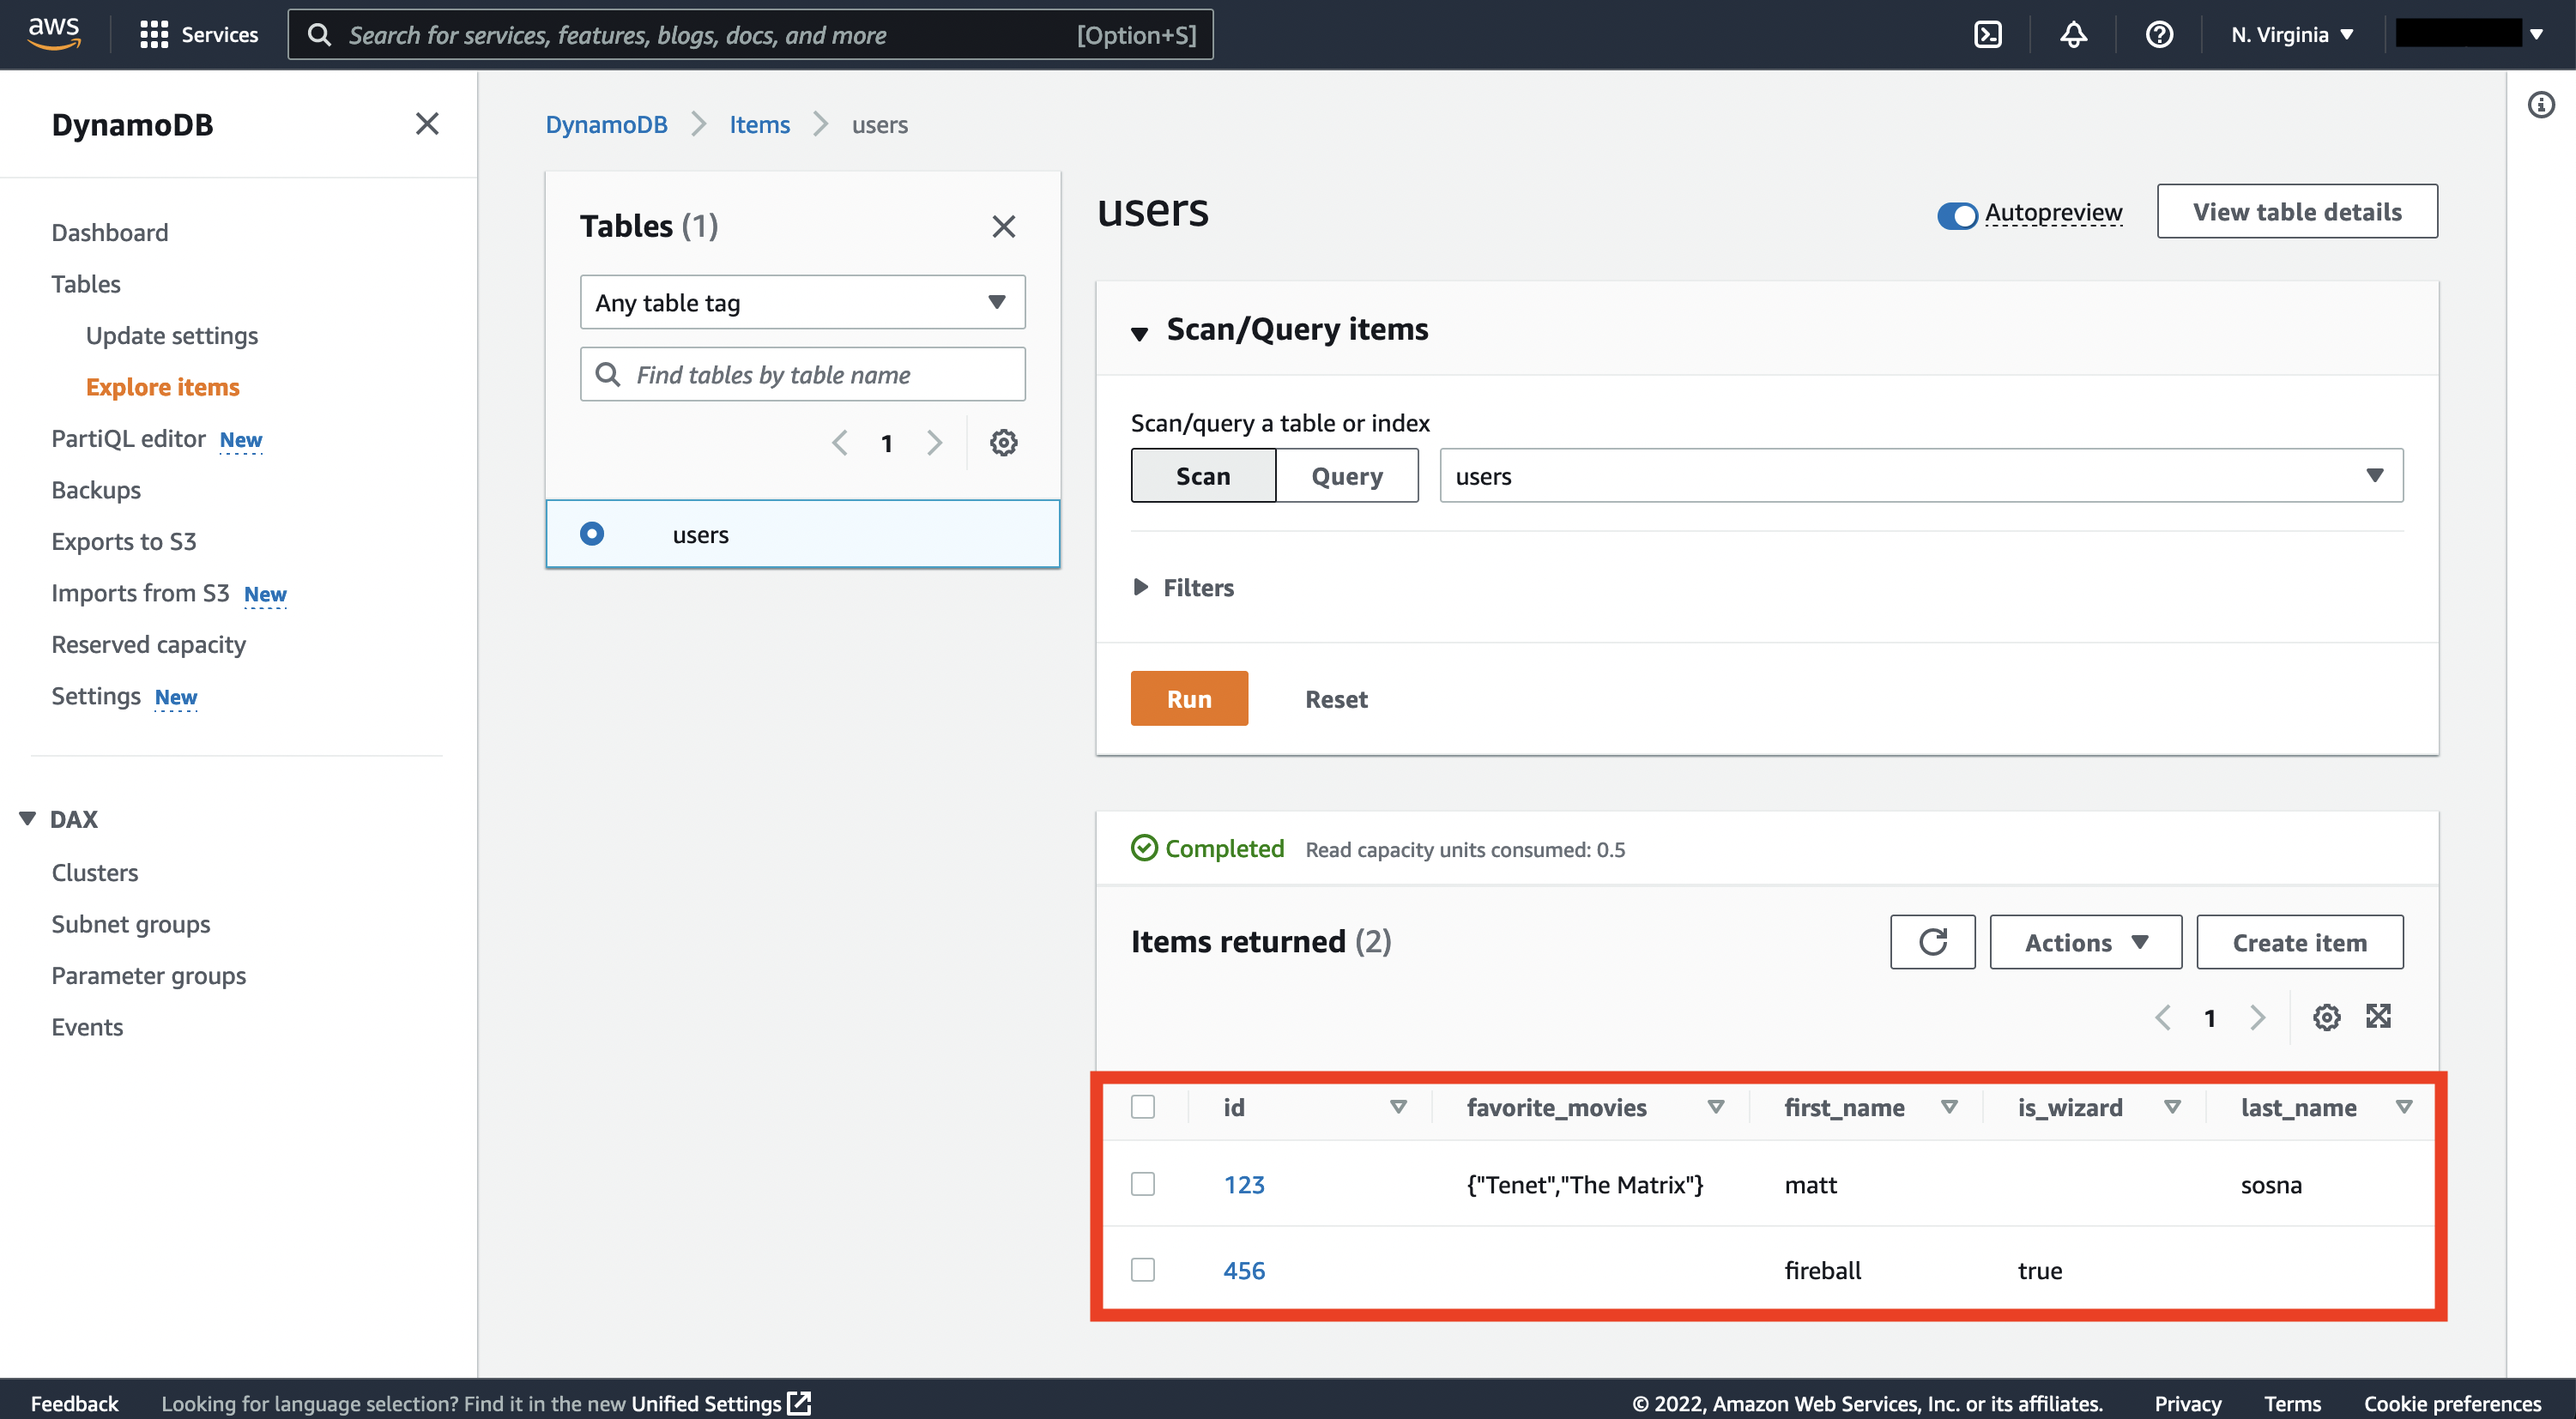 aws
Services
Search for services, features, blogs, docs, and more [Option+S]
N. Virginia
DynamoDB
Dashboard
Tables
Update settings
Explore items
PartiQL editor New
Backups
Exports to S3
Imports from S3 New
Reserved capacity
Settings New
DAX
Clusters
Subnet groups
Parameter groups
Events
DynamoDB Items users
Tables (1)
Any table tag
Find tables by table name
1
users
users
Autopreview
View table details
Scan/Query items
Scan/query a table or index
Scan Query users
Filters
Run Reset
Completed Read capacity units consumed: 0.5
Items returned (2)
Actions Create item
1
id favorite_movies first_name is_wizard last_name
123 {"Tenet","The Matrix"} matt sosna
456 fireball true
Feedback Looking for language selection? Find it in the new Unified Settings © 2022, Amazon Web Services, Inc. or its affiliates. Privacy Terms Cookie preferences